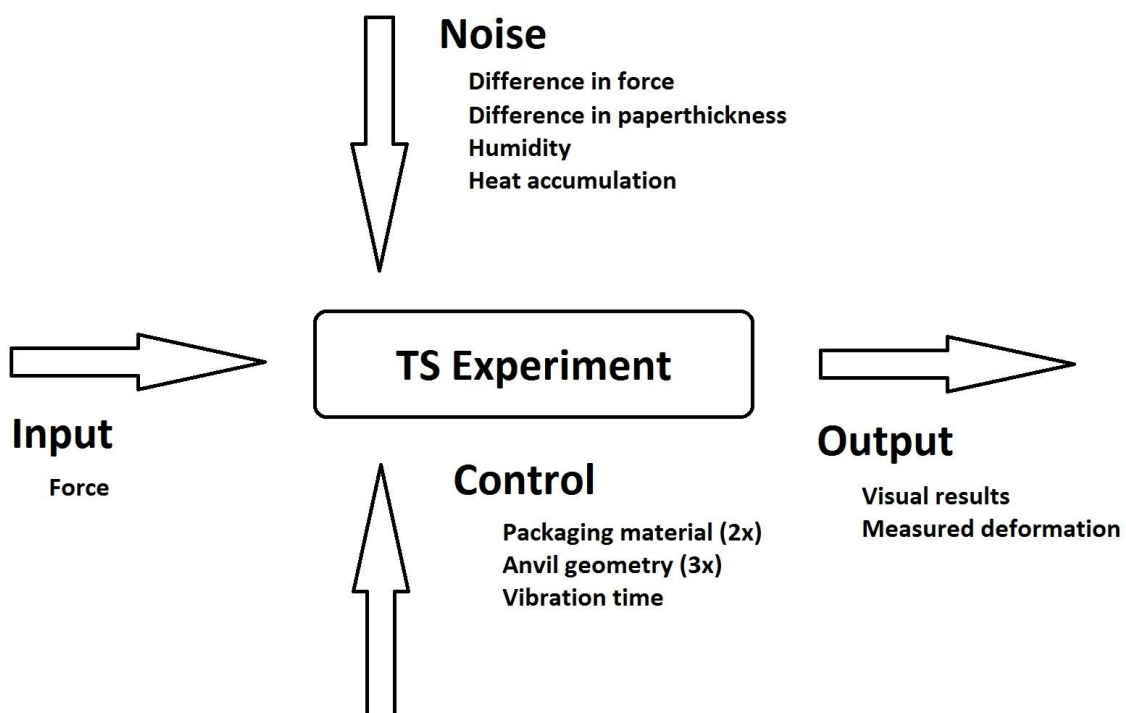 Noise
Difference in force
Difference in paperthickness
Humidity
Heat accumulation
TS Experiment
Input
Force
Control
Packaging material (2x)
Anvil geometry (3x)
Vibration time
Output
Visual results
Measured deformation